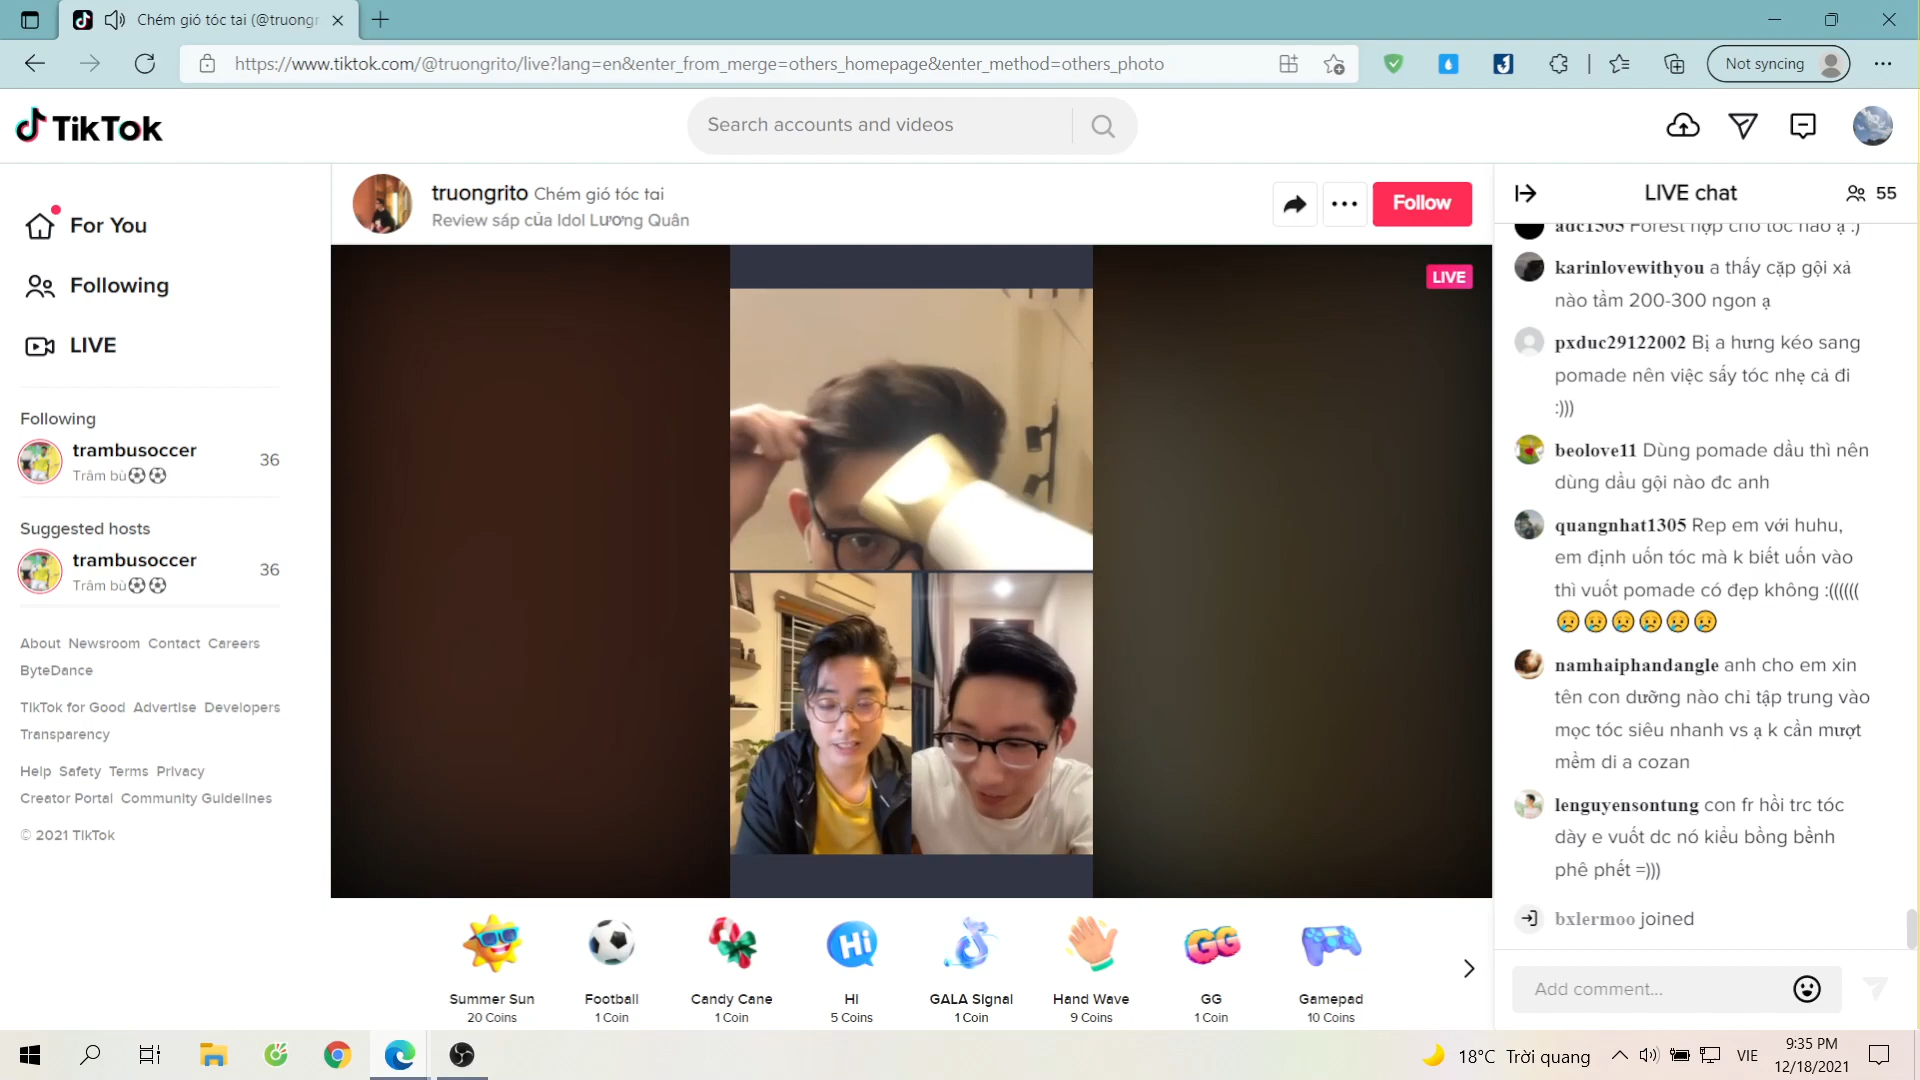 Chém gió tóc tai (@truongr
https://www.tiktok.com/@truongrito/live?lang=en&enter_from_merge=others_homepage&enter_method=others_photo
Not syncing
TikTok
Search accounts and videos
For You
Following
LIVE
Following
trambusoccer
Trâm bù⚽⚽
36
Suggested hosts
trambusoccer
Trâm bù⚽⚽
36
About Newsroom Contact Careers
ByteDance
TikTok for Good Advertise Developers
Transparency
Help Safety Terms Privacy
Creator Portal Community Guidelines
© 2021 TikTok
truongrito Chém gió tóc tai
Review sáp của Idol Lương Quân
Follow
LIVE
Summer Sun
20 Coins
Football
1 Coin
Candy Cane
1 Coin
Hi
Hi
5 Coins
GALA Signal
1 Coin
Hand Wave
9 Coins
GG
GG
1 Coin
Gamepad
10 Coins
LIVE chat
55
adc1505 Forest hợp cho tóc nào ạ :)
karinlovewithyou a thấy cặp gội xả
nào tầm 200-300 ngon ạ
pxduc29122002 Bị a hưng kéo sang
pomade nên việc sấy tóc nhẹ cả đi
:)))
beolove11 Dùng pomade dầu thì nên
dùng dầu gội nào đc anh
quangnhat1305 Rep em với huhu,
em định uốn tóc mà k biết uốn vào
thì vuốt pomade có đẹp không :((((((
😥😥😥😥😥😥
namhaiphandangle anh cho em xin
tên con dưỡng nào chỉ tập trung vào
mọc tóc siêu nhanh vs ạ k cần mượt
mềm di a cozan
lenguyensontung con fr hồi trc tóc
dày e vuốt dc nó kiểu bồng bềnh
phê phết =)))
bxlermoo joined
Add comment...
18°C Trời quang
VIE
9:35 PM
12/18/2021